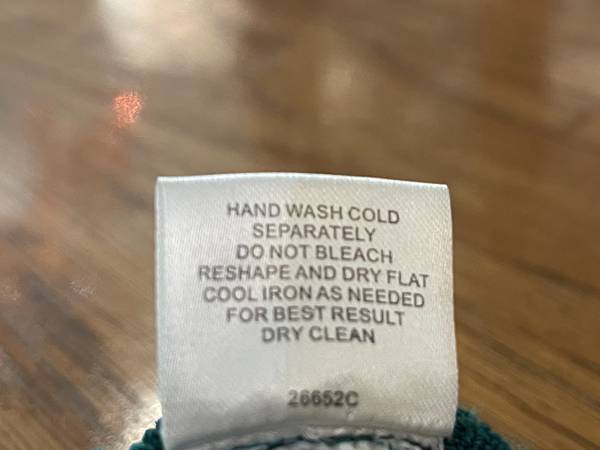 HAND WASH COLD
SEPARATELY
DO NOT BLEACH
RESHAPE AND DRY FLAT
COOL IRON AS NEEDED
FOR BEST RESULT
DRY CLEAN
26652C